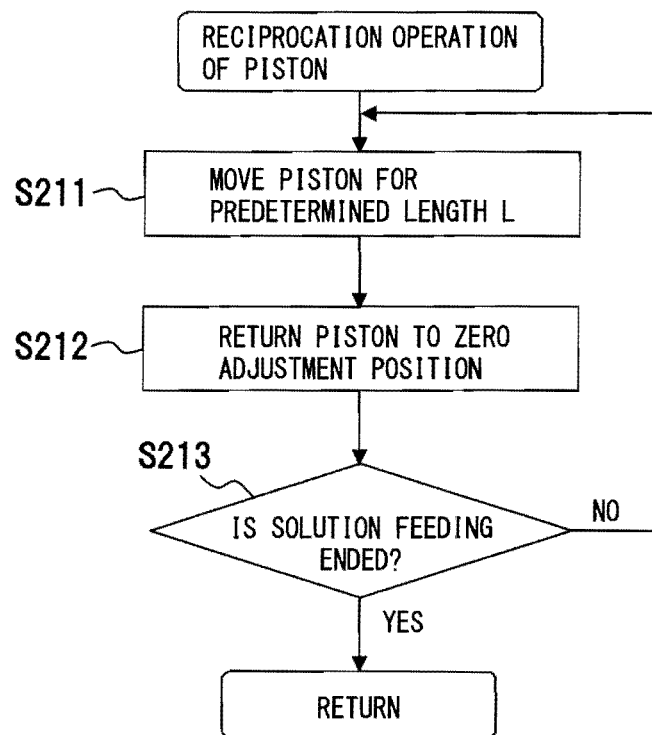 RECIPROCATION OPERATION
OF PISTON
S211
MOVE PISTON FOR
PREDETERMINED LENGTH L
S212
RETURN PISTON TO ZERO
ADJUSTMENT POSITION
S213
IS SOLUTION FEEDING
ENDED?
NO
YES
RETURN